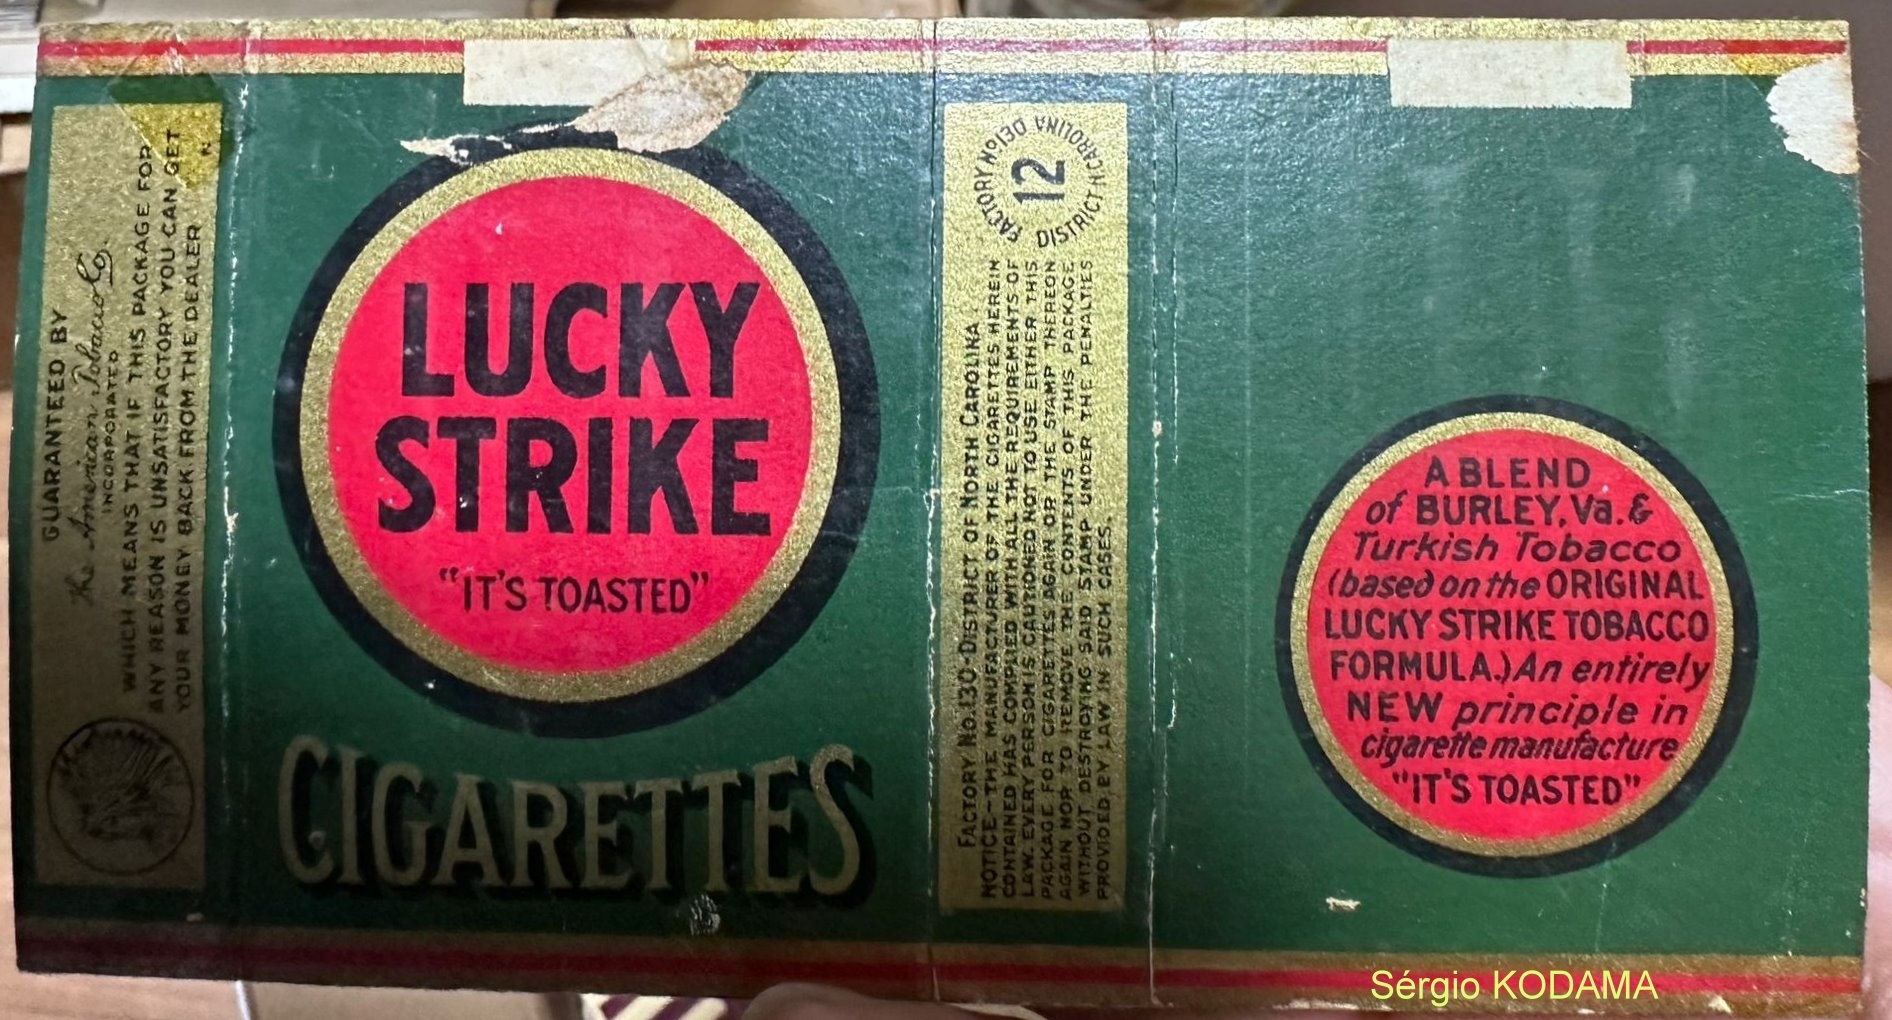 GUARANTEED BY
The American Tobacco Co.
INCORPORATED
WHICH MEANS THAT IF THIS PACKAGE FOR
ANY REASON IS UNSATISFACTORY YOU CAN GET
YOUR MONEY BACK FROM THE DEALER
LUCKY
STRIKE
"IT'S TOASTED"
CIGARETTES
FACTORY No 30 DIST
DISTRICT N CAROLINA
12
FACTORY No. 30-DISTRICT OF NORTH CAROLINA
NOTICE-THE MANUFACTURER OF THE CIGARETTES HEREIN
CONTAINED HAS COMPLIED WITH ALL THE REQUIREMENTS OF
LAW. EVERY PERSON IS CAUTIONED NOT TO USE EITHER THIS
PACKAGE FOR CIGARETTES AGAIN OR THE STAMP THEREON
AGAIN NOR TO REMOVE THE CONTENTS OF THIS PACKAGE
WITHOUT DESTROYING SAID STAMP UNDER THE PENALTIES
PROVIDED BY LAW IN SUCH CASES.
A BLEND
of BURLEY, Va. &
Turkish Tobacco
(based on the ORIGINAL
LUCKY STRIKE TOBACCO
FORMULA.) An entirely
NEW principle in
cigarette manufacture
"IT'S TOASTED"
Sérgio KODAMA